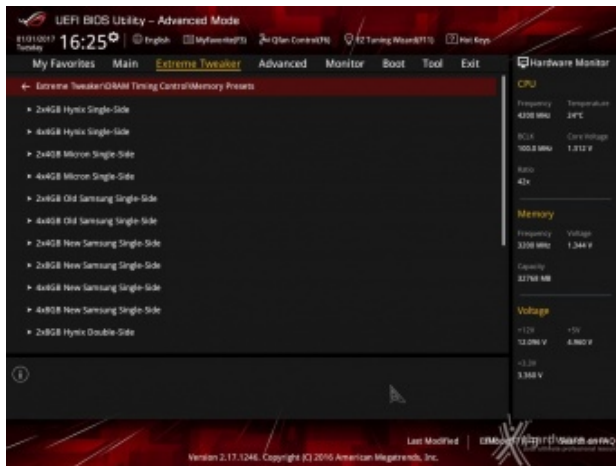 UEFI BIOS Utility – Advanced Mode
01/31/2017 Tuesday 16:25 English MyFavorite(F3) Qfan Control(F6) EZ Tuning Wizard(F11) Hot Keys
My Favorites Main Extreme Tweaker Advanced Monitor Boot Tool Exit
Extreme Tweaker\DRAM Timing Control\Memory Presets
2x4GB Hynix Single-Side
4x4GB Hynix Single-Side
2x4GB Micron Single-Side
4x4GB Micron Single-Side
2x4GB Old Samsung Single-Side
4x4GB Old Samsung Single-Side
2x4GB New Samsung Single-Side
2x8GB New Samsung Single-Side
4x4GB New Samsung Single-Side
4x8GB New Samsung Single-Side
2x8GB Hynix Double-Side
Hardware Monitor
CPU
Frequency Temperature
4200 MHz 24°C
BCLK Core Voltage
100.0 MHz 1.312 V
Ratio
42x
Memory
Frequency Voltage
3200 MHz 1.344 V
Capacity
32768 MB
Voltage
+12V +5V
12.096 V 4.960 V
+3.3V
3.360 V
Last Modified
Search on FAQ
Version 2.17.1246. Copyright (C) 2016 American Megatrends, Inc.